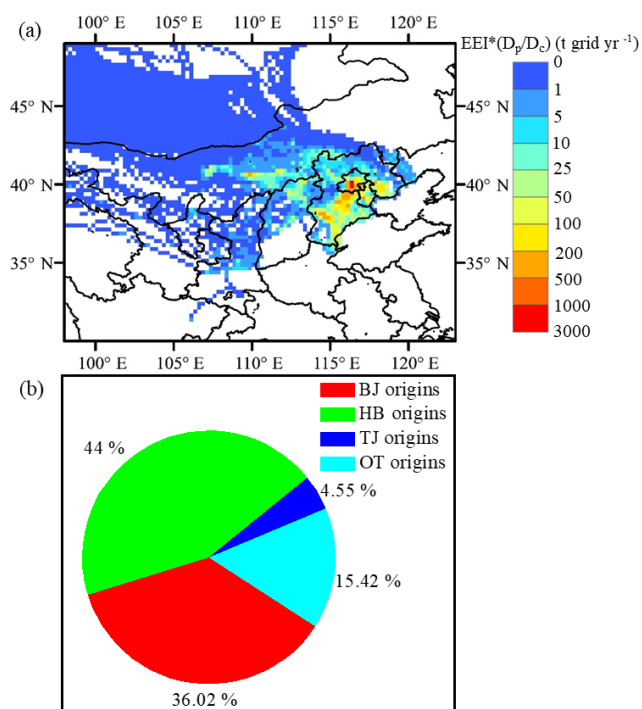 (a)
100° E 105° E 110° E 115° E 120° E
EEI*(Dp/Dc) (t grid yr -1)
45° N
40° N
35° N
45° N
40° N
35° N
0
1
5
10
25
50
100
200
500
1000
3000
100° E 105° E 110° E 115° E 120° E
(b)
BJ origins
HB origins
TJ origins
OT origins
44 %
4.55 %
15.42 %
36.02 %